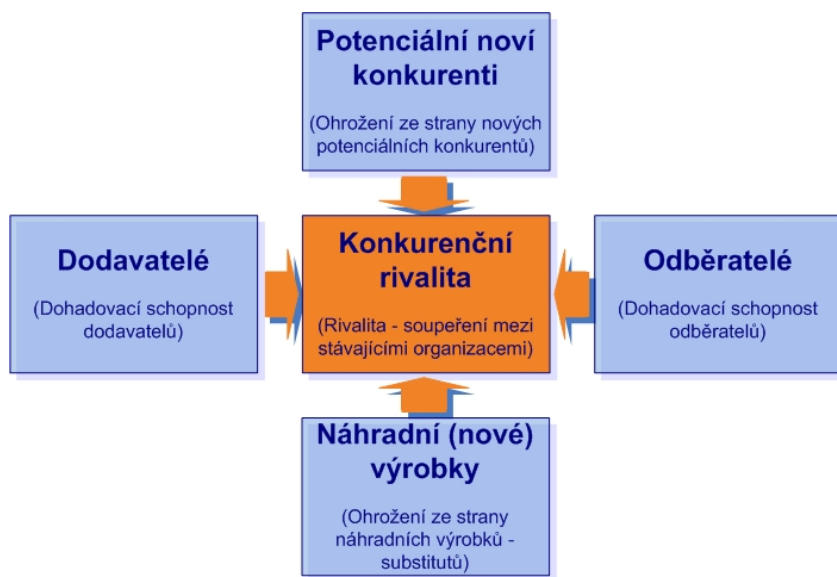 Potenciální noví
konkurenti
(Ohrožení ze strany nových
potenciálních konkurentů)
Dodavatelé
(Dohadovací schopnost
dodavatelů)
Konkurenční
rivalita
(Rivalita - soupeření mezi
stávajícími organizacemi)
Odběratelé
(Dohadovací schopnost
odběratelů)
Náhradní (nové)
výrobky
(Ohrožení ze strany
náhradních výrobků -
substitutů)